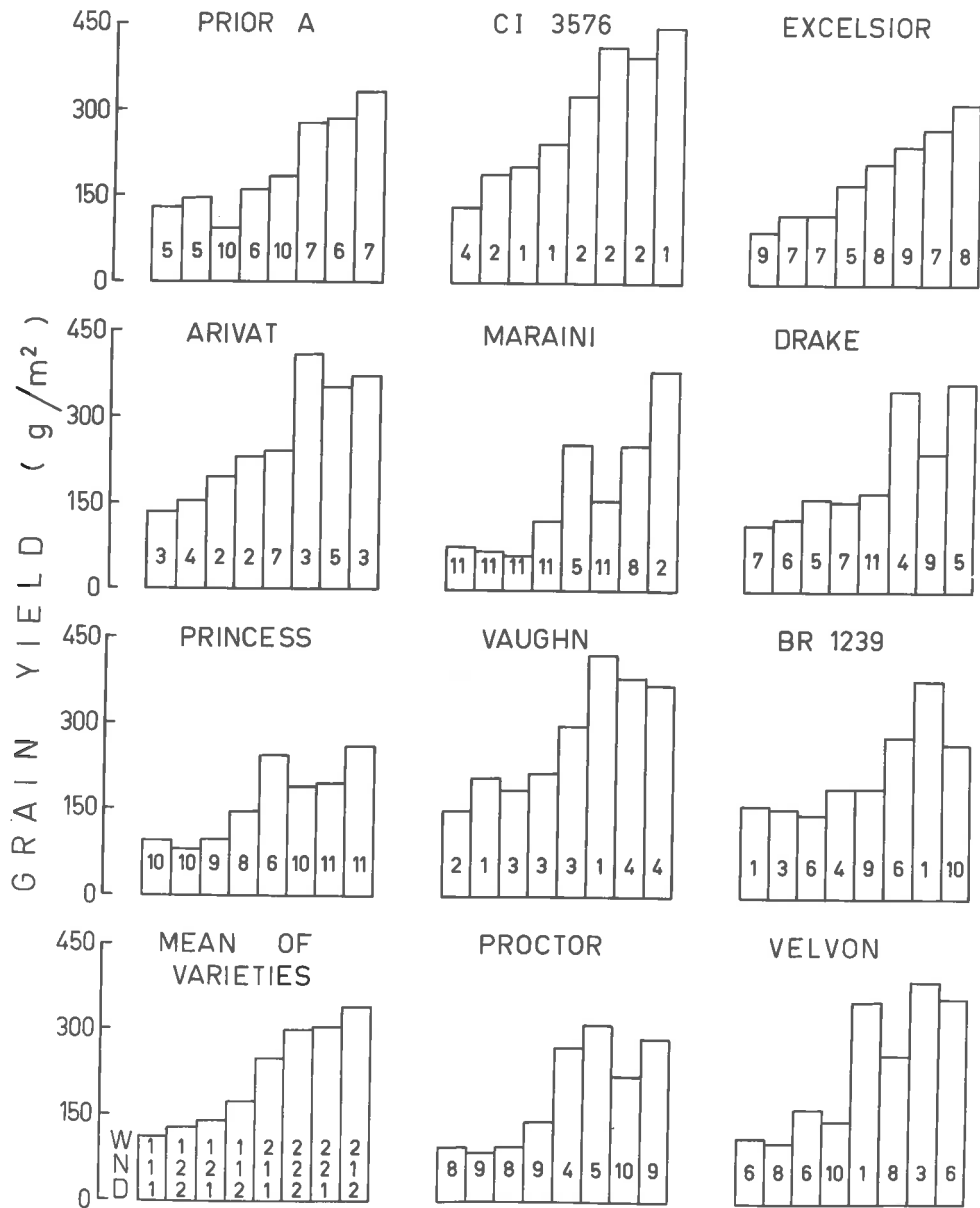 GRAIN YIELD (g/m²)
PRIOR A
450
300
150
0
5 5 10 6 10 7 6 7
CI 3576
4 2 1 1 2 2 2 1
EXCELSIOR
9 7 7 5 8 9 7 8
ARIVAT
450
300
150
0
3 4 2 2 7 3 5 3
MARAINI
11 11 11 11 5 11 8 2
DRAKE
7 6 5 7 11 4 9 5
PRINCESS
450
300
150
0
10 10 9 8 6 10 11 11
VAUGHN
2 1 3 3 3 1 4 4
BR 1239
1 3 6 4 9 6 1 10
MEAN OF
VARIETIES
450
300
150
0
W 1 1 1 1 2 2 2 2
N 1 2 2 1 1 2 2 1
D 1 2 1 2 1 2 1 2
PROCTOR
8 9 8 9 4 5 10 9
VELVON
6 8 6 10 1 8 3 6